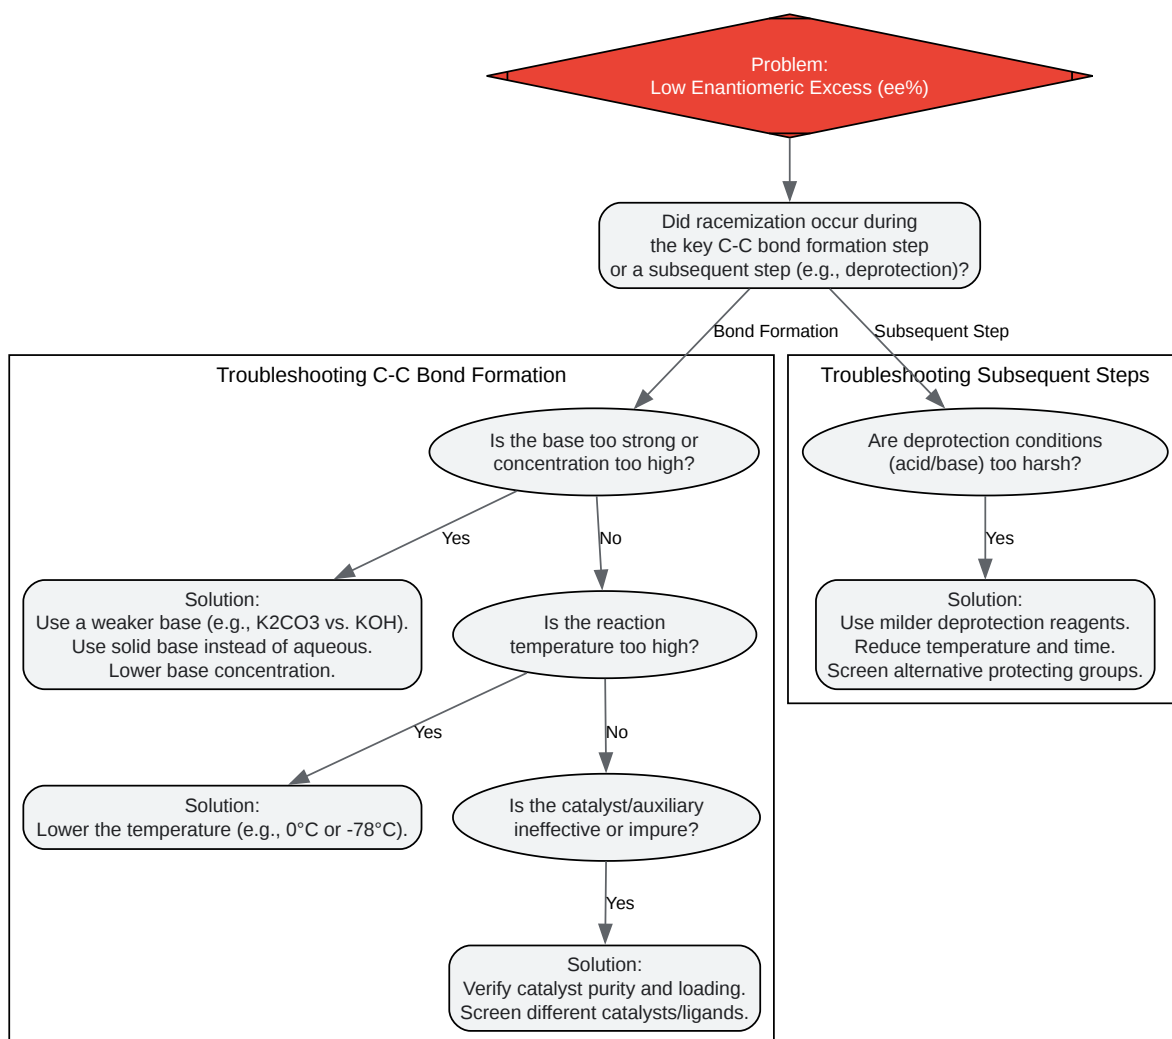 Problem:
Low Enantiomeric Excess (ee%)
Did racemization occur during
the key C-C bond formation step
or a subsequent step (e.g., deprotection)?
Bond Formation
Subsequent Step
Troubleshooting C-C Bond Formation
Troubleshooting Subsequent Steps
Is the base too strong or
concentration too high?
Are deprotection conditions
(acid/base) too harsh?
Yes
No
Yes
Solution:
Use a weaker base (e.g., K2CO3 vs. KOH).
Use solid base instead of aqueous.
Lower base concentration.
Is the reaction
temperature too high?
Solution:
Use milder deprotection reagents.
Reduce temperature and time.
Screen alternative protecting groups.
Yes
No
Solution:
Lower the temperature (e.g., 0°C or -78°C).
Is the catalyst/auxiliary
ineffective or impure?
Yes
Solution:
Verify catalyst purity and loading.
Screen different catalysts/ligands.